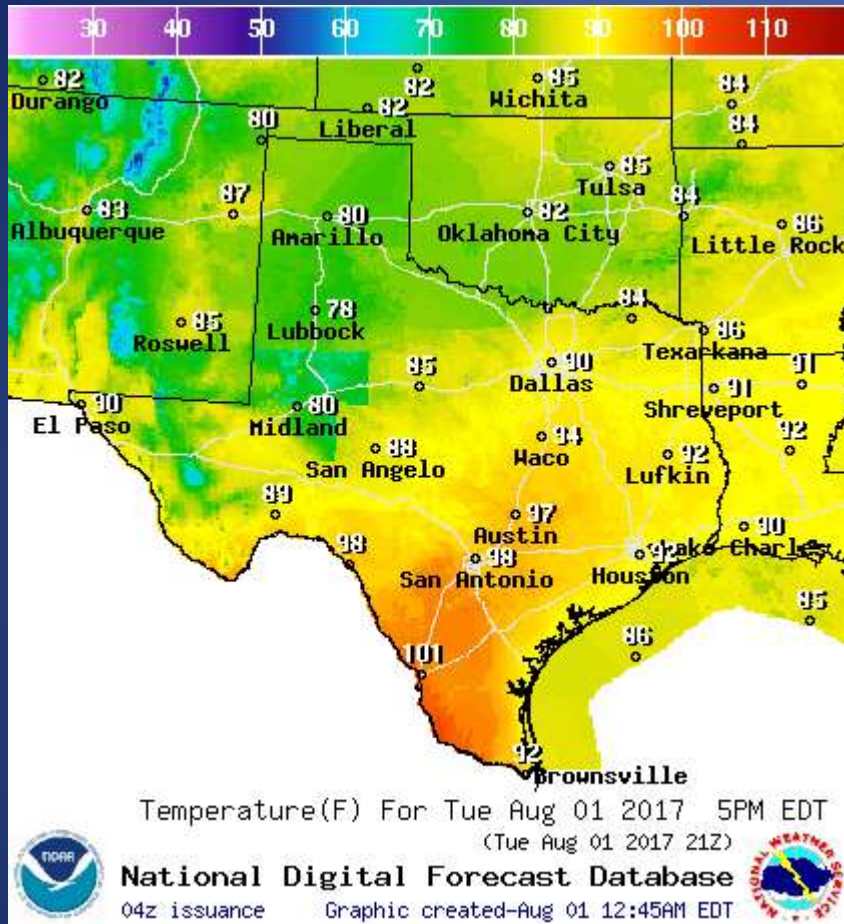 30 40 50 60 70 80 90 100 110
82 82 85 84
Durango Wichita
82
Liberal
80 84
85
Tulsa
83 87 80 82 84 86
Albuquerque Amarillo Oklahoma City Little Rock
85 78 84 86
Roswell Lubbock Texarkana
90 85 91 91
Dallas Shreveport
90 80
El Paso Midland
88 94 92 92
San Angelo Waco Lufkin
89 97 90
Austin Lake Charles
98 98 92
San Antonio Houston
85
86
101
92
Brownsville
Temperature(F) For Tue Aug 01 2017 5PM EDT
(Tue Aug 01 2017 21Z)
NOAA
National Digital Forecast Database
04z issuance Graphic created-Aug 01 12:45AM EDT
NATIONAL WEATHER SERVICE